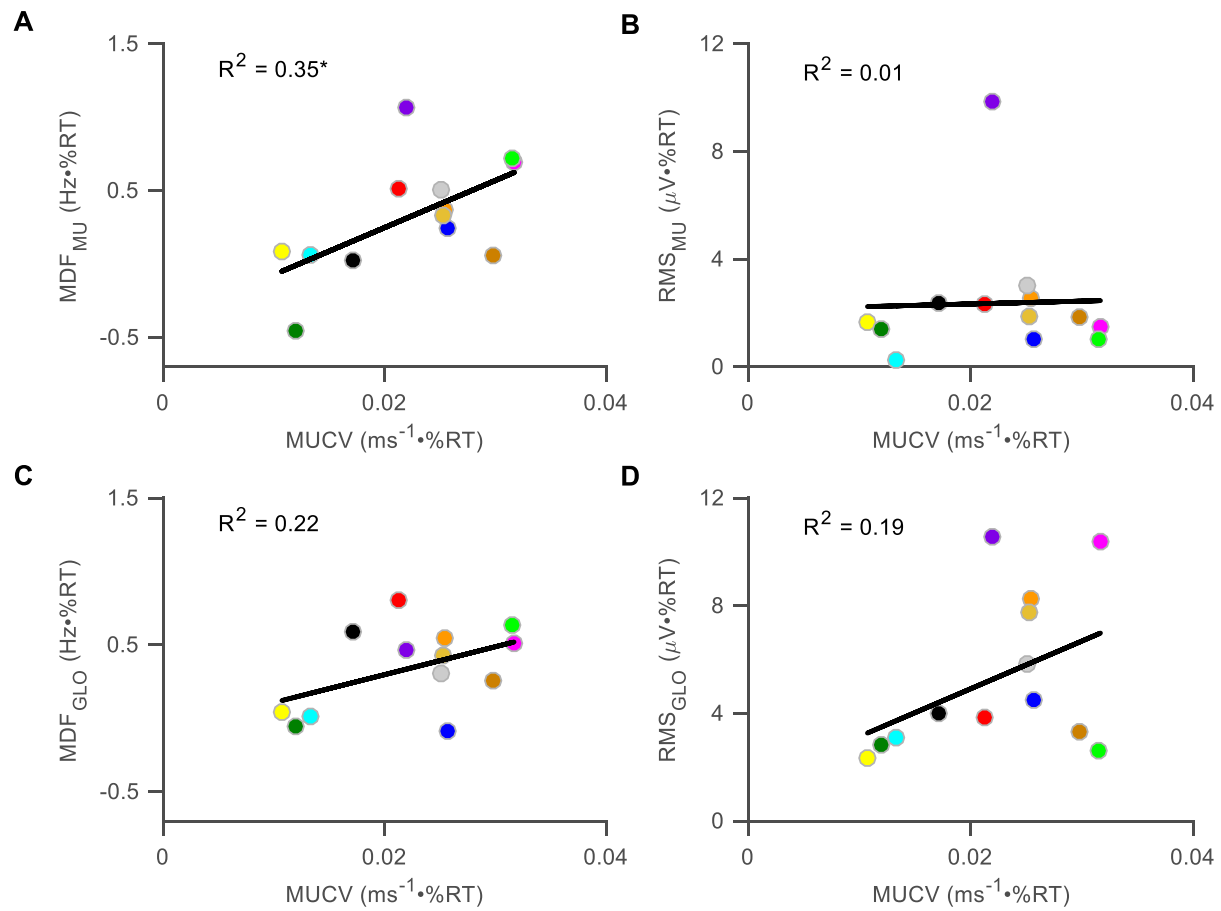 A
1.5
0.5
-0.5
R² = 0.35*
MDF_MU (Hz•%RT)
0
0.02
0.04
MUCV (ms⁻¹•%RT)
B
12
8
4
0
R² = 0.01
RMS_MU (μV•%RT)
0
0.02
0.04
MUCV (ms⁻¹•%RT)
C
1.5
0.5
-0.5
R² = 0.22
MDF_GLO (Hz•%RT)
0
0.02
0.04
MUCV (ms⁻¹•%RT)
D
12
8
4
0
R² = 0.19
RMS_GLO (μV•%RT)
0
0.02
0.04
MUCV (ms⁻¹•%RT)